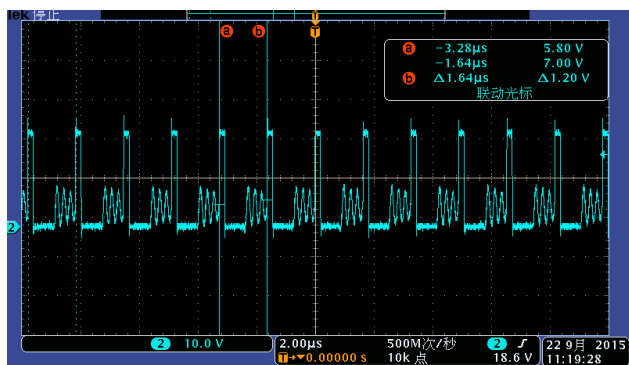 Tek 停止
T
a b T
a -3.28μs 5.80 V
-1.64μs 7.00 V
b Δ1.64μs Δ1.20 V
联动光标
2
2 10.0 V 2.00μs 500M次/秒 2 22 9月 2015
T→▼0.00000 s 10k 点 18.6 V 11:19:28